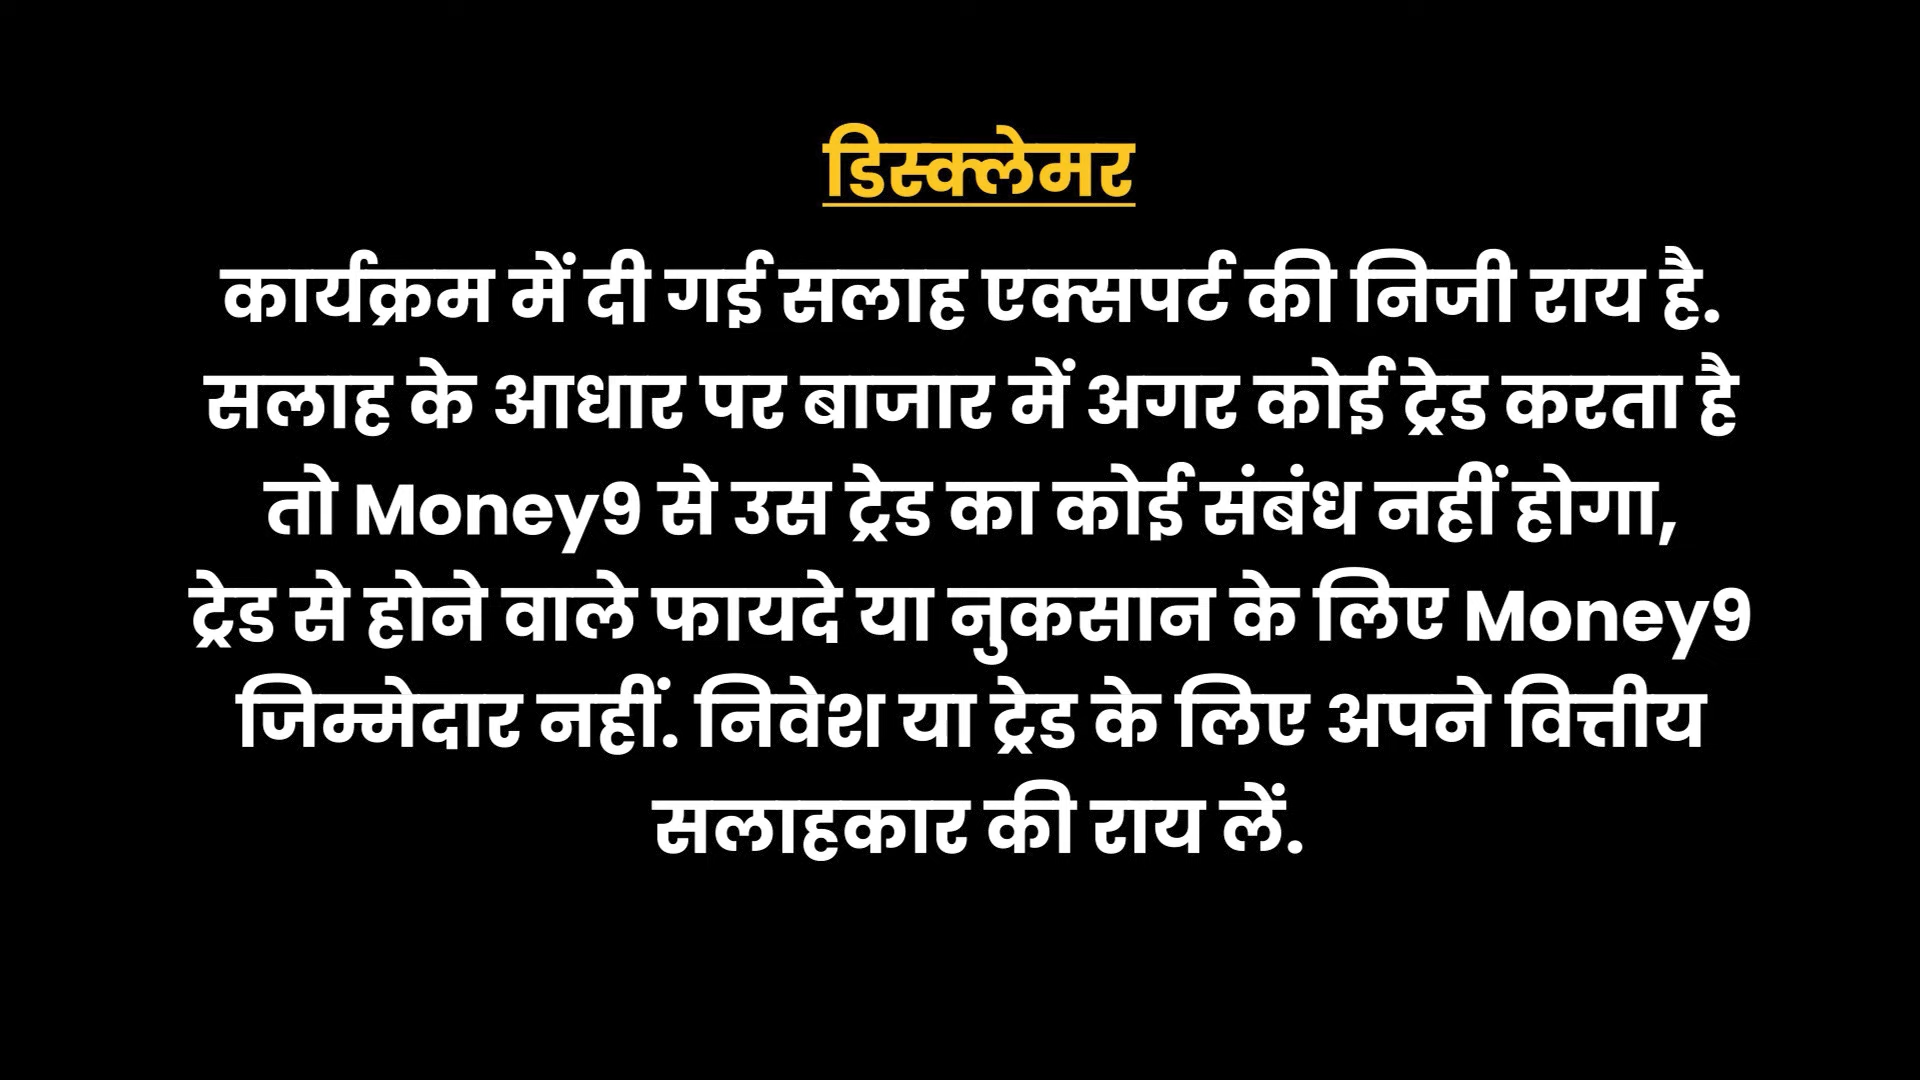 डिस्क्लेमर
कार्यक्रम में दी गई सलाह एक्सपर्ट की निजी राय है.
सलाह के आधार पर बाजार में अगर कोई ट्रेड करता है
तो Money9 से उस ट्रेड का कोई संबंध नहीं होगा,
ट्रेड से होने वाले फायदे या नुकसान के लिए Money9
जिम्मेदार नहीं. निवेश या ट्रेड के लिए अपने वित्तीय
सलाहकार की राय लें.